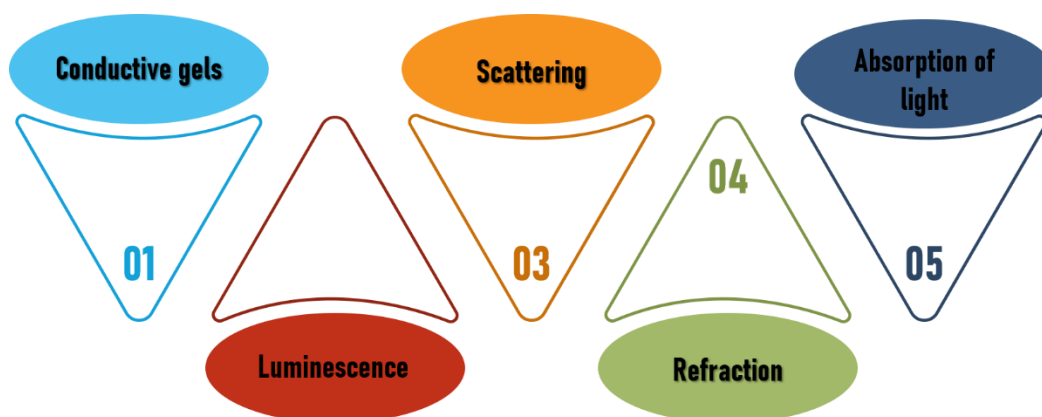 Conductive gels
Scattering
Absorption of
light
04
01
03
05
Luminescence
Refraction